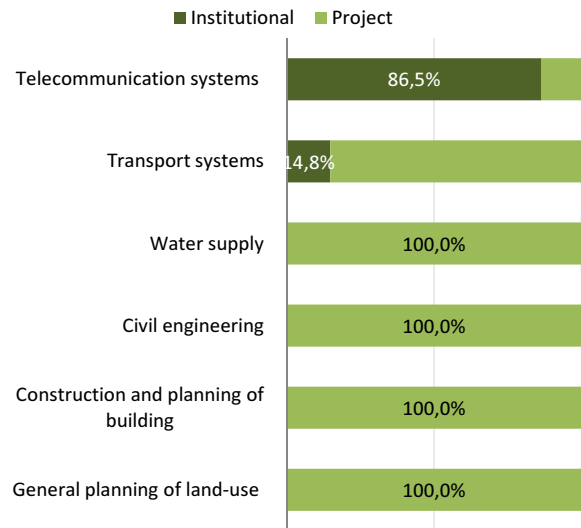 Institutional Project
Telecommunication systems 86,5%
Transport systems 14,8%
Water supply 100,0%
Civil engineering 100,0%
Construction and planning of
building 100,0%
General planning of land-use 100,0%